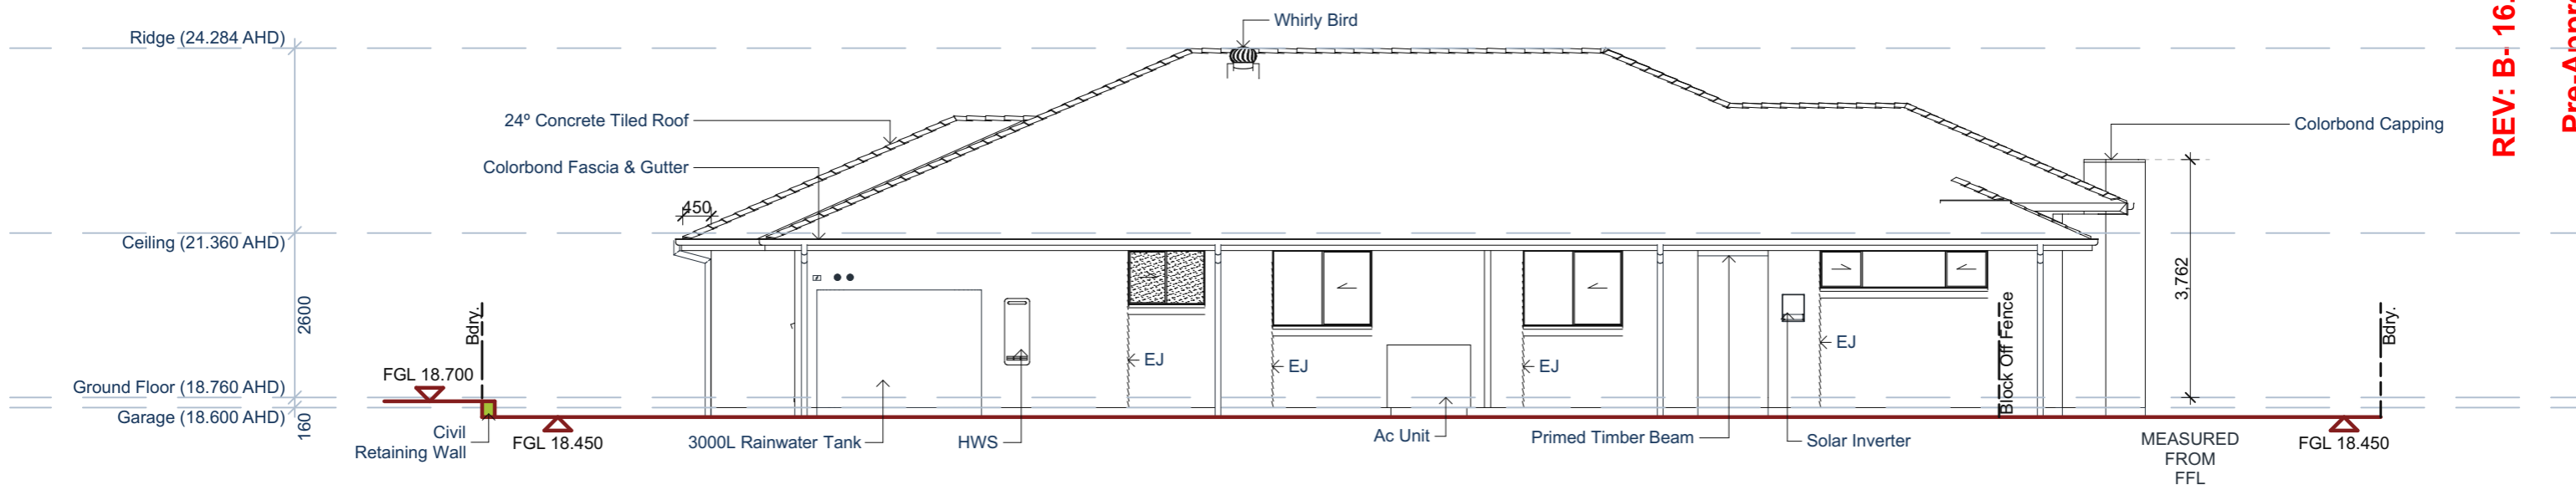 Whirly Bird
Ridge (24.284 AHD)
24º Concrete Tiled Roof
Colorbond Capping
Colorbond Fascia & Gutter
450
Ceiling (21.360 AHD)
2600
3,762
Bdry.
Bdry.
Block Off Fence
EJ
EJ
EJ
EJ
FGL 18.700
Ground Floor (18.760 AHD)
Garage (18.600 AHD)
160
Civil
Retaining Wall
FGL 18.450
3000L Rainwater Tank
HWS
Ac Unit
Primed Timber Beam
Solar Inverter
MEASURED
FROM
FFL
FGL 18.450
REV: B- 16.